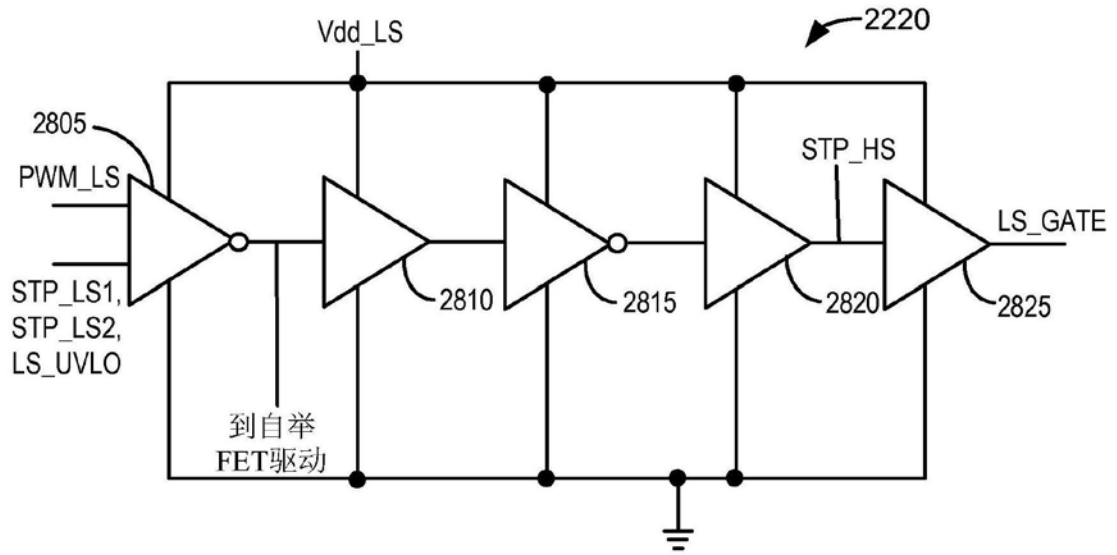 2220
Vdd_LS
2805
PWM_LS
STP_HS
LS_GATE
STP_LS1,
STP_LS2,
LS_UVLO
2810
2815
2820
2825
到自举
FET驱动